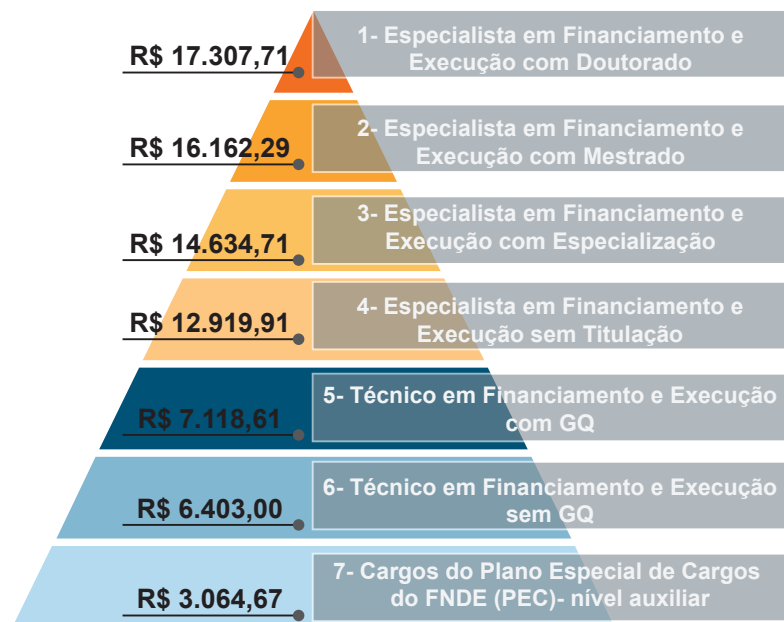 R$ 17.307,71
1- Especialista em Financiamento e
Execução com Doutorado
R$ 16.162,29
2- Especialista em Financiamento e
Execução com Mestrado
R$ 14.634,71
3- Especialista em Financiamento e
Execução com Especialização
R$ 12.919,91
4- Especialista em Financiamento e
Execução sem Titulação
R$ 7.118,61
5- Técnico em Financiamento e Execução
com GQ
R$ 6.403,00
6- Técnico em Financiamento e Execução
sem GQ
R$ 3.064,67
7- Cargos do Plano Especial de Cargos
do FNDE (PEC)- nível auxiliar